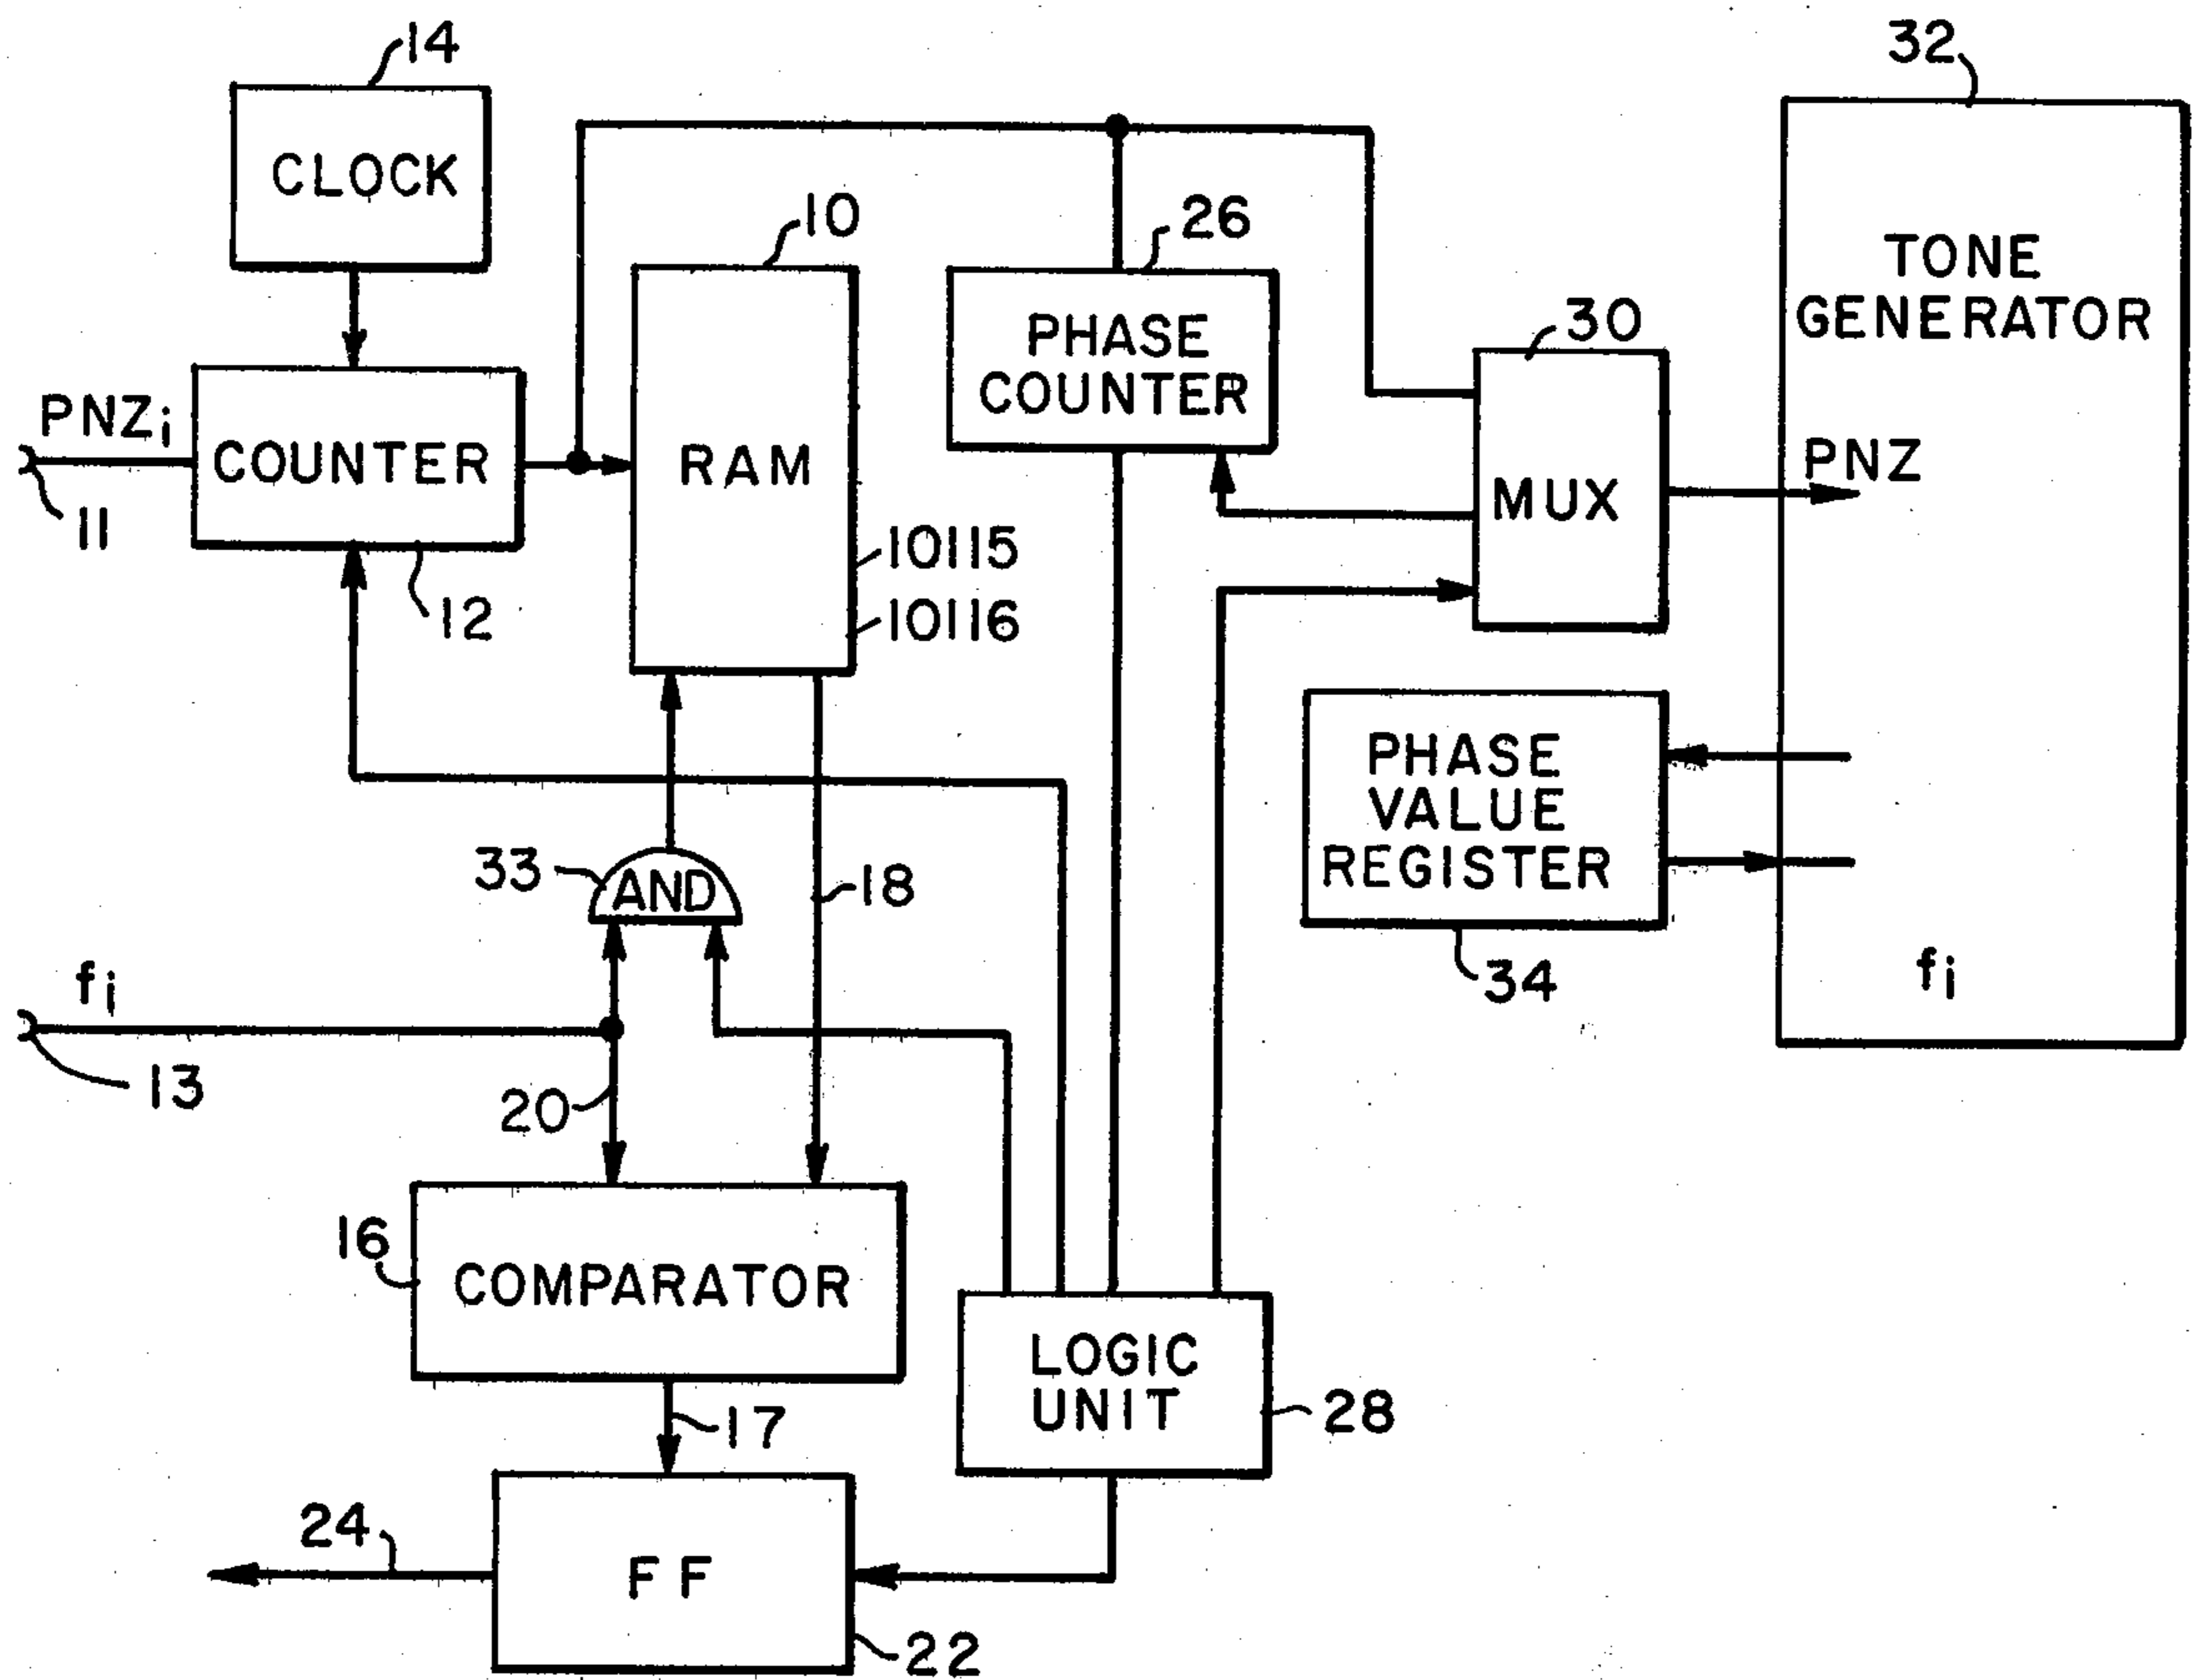 14
32
CLOCK
10
26
TONE
GENERATOR
PHASE
COUNTER
30
PNZi
COUNTER
RAM
MUX
PNZ
11
12
10115
10116
PHASE
VALUE
REGISTER
33
AND
18
34
fi
fi
13
20
16
COMPARATOR
LOGIC
UNIT
28
17
24
FF
22